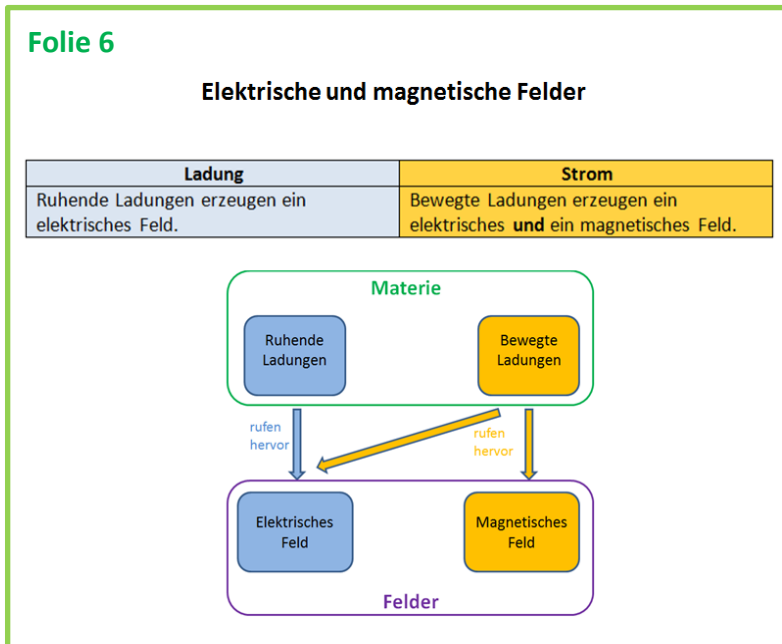 Folie 6
Elektrische und magnetische Felder
Ladung
Strom
Ruhende Ladungen erzeugen ein
elektrisches Feld.
Bewegte Ladungen erzeugen ein
elektrisches und ein magnetisches Feld.
Materie
Ruhende
Ladungen
Bewegte
Ladungen
rufen
hervor
rufen
hervor
Elektrisches
Feld
Magnetisches
Feld
Felder